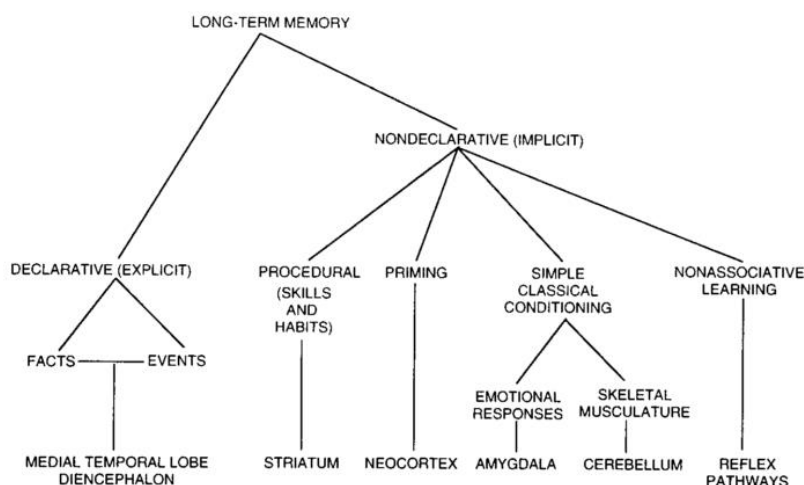 LONG-TERM MEMORY
NONDECLARATIVE (IMPLICIT)
DECLARATIVE (EXPLICIT)
PROCEDURAL
(SKILLS
AND
HABITS)
PRIMING
SIMPLE
CLASSICAL
CONDITIONING
NONASSOCIATIVE
LEARNING
FACTS
EVENTS
EMOTIONAL
RESPONSES
SKELETAL
MUSCULATURE
MEDIAL TEMPORAL LOBE
DIENCEPHALON
STRIATUM
NEOCORTEX
AMYGDALA
CEREBELLUM
REFLEX
PATHWAYS